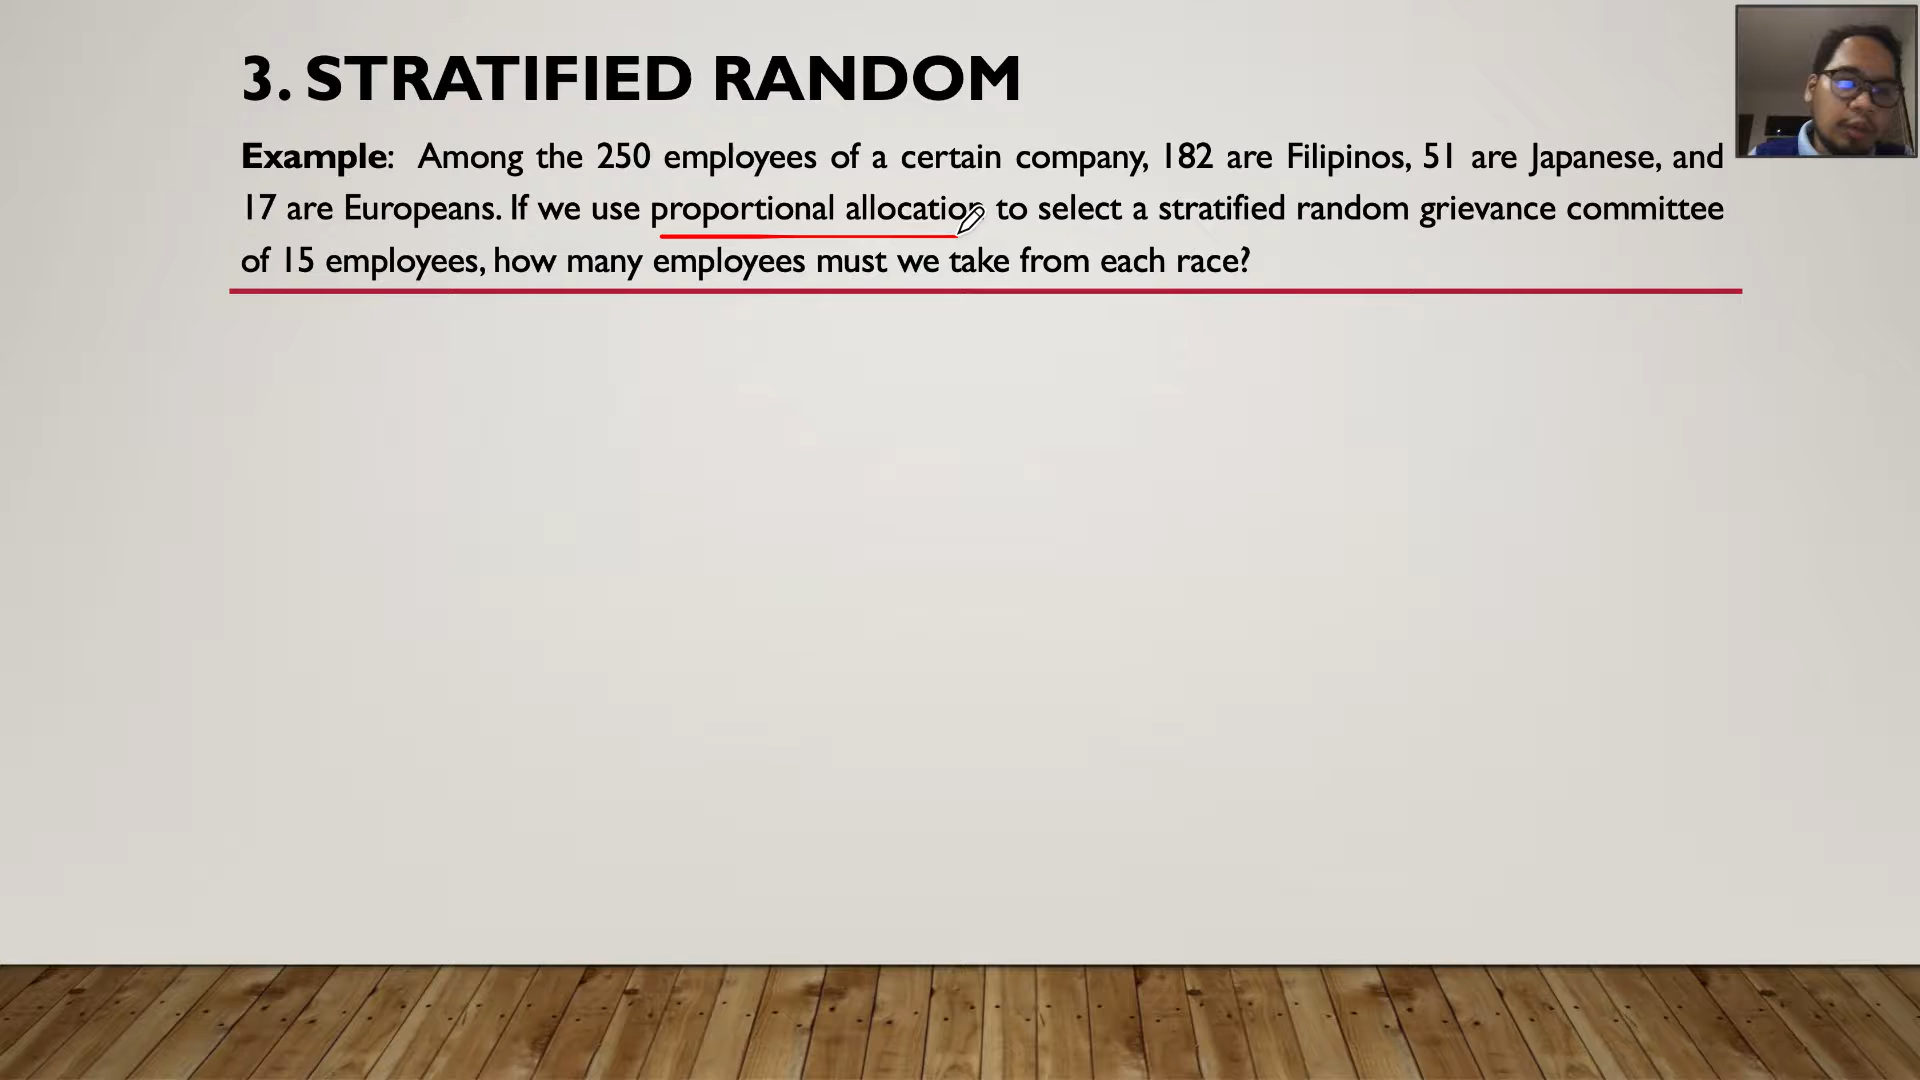 3. STRATIFIED RANDOM
Example: Among the 250 employees of a certain company, 182 are Filipinos, 51 are Japanese, and
17 are Europeans. If we use proportional allocation to select a stratified random grievance committee
of 15 employees, how many employees must we take from each race?